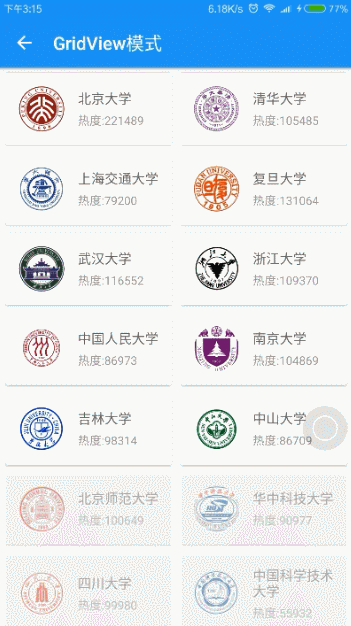 下午3:15
6.18K/s
77%
GridView模式
北京大学
热度:221489
清华大学
热度:105485
上海交通大学
热度:79200
复旦大学
热度:131064
武汉大学
热度:116552
浙江大学
热度:109370
中国人民大学
热度:86973
南京大学
热度:104869
吉林大学
热度:98314
中山大学
热度:86709
北京师范大学
热度:100649
华中科技大学
热度:90977
四川大学
热度:99980
中国科学技术
大学
热度:55932